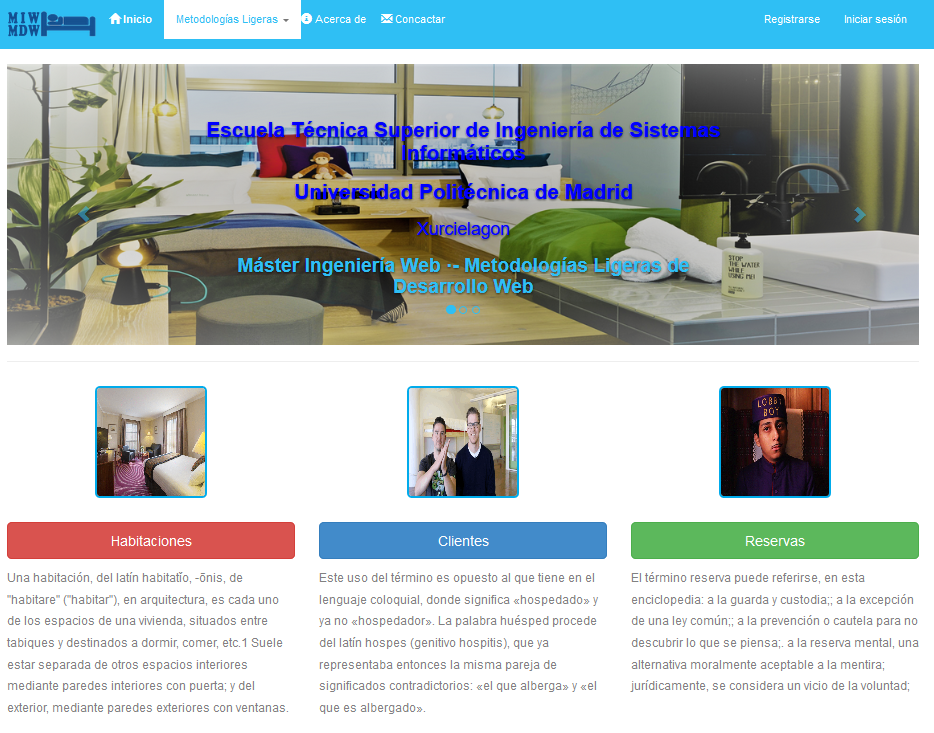 MIW
MDW
Inicio
Metodologías Ligeras
Acerca de
Concactar
Registrarse
Iniciar sesión
Escuela Técnica Superior de Ingeniería de Sistemas
Informáticos
Universidad Politécnica de Madrid
Xurcielagon
Máster Ingeniería Web -- Metodologías Ligeras de
Desarrollo Web
STOP
THE WATER
WHILE
USING ME!
LOBBY
BOY
Habitaciones
Clientes
Reservas
Una habitación, del latín habitatĭo, -ōnis, de
"habitare" ("habitar"), en arquitectura, es cada uno
de los espacios de una vivienda, situados entre
tabiques y destinados a dormir, comer, etc.1 Suele
estar separada de otros espacios interiores
mediante paredes interiores con puerta; y del
exterior, mediante paredes exteriores con ventanas.
Este uso del término es opuesto al que tiene en el
lenguaje coloquial, donde significa «hospedado» y
ya no «hospedador». La palabra huésped procede
del latín hospes (genitivo hospitis), que ya
representaba entonces la misma pareja de
significados contradictorios: «el que alberga» y «el
que es albergado».
El término reserva puede referirse, en esta
enciclopedia: a la guarda y custodia;; a la excepción
de una ley común;; a la prevención o cautela para no
descubrir lo que se piensa;. a la reserva mental, una
alternativa moralmente aceptable a la mentira;
jurídicamente, se considera un vicio de la voluntad;